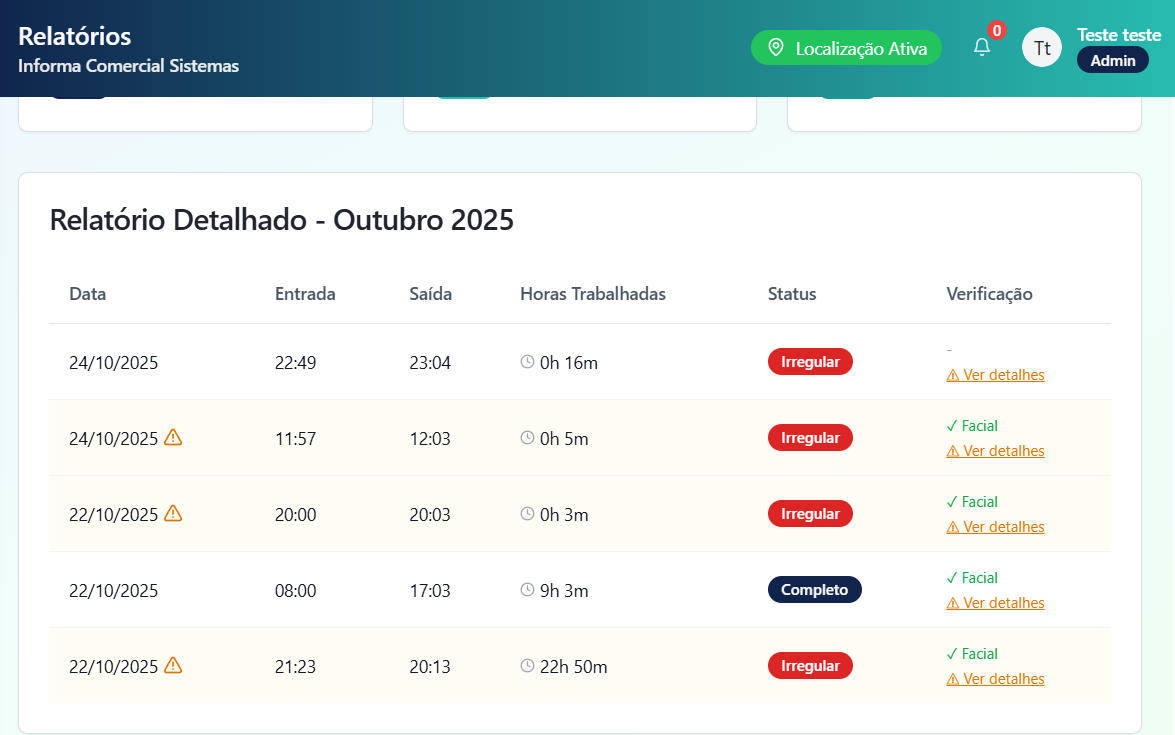 Relatórios
Informa Comercial Sistemas
Localização Ativa
0
Tt
Teste teste
Admin
Relatório Detalhado - Outubro 2025
Data Entrada Saída Horas Trabalhadas Status Verificação
24/10/2025 22:49 23:04 0h 16m Irregular -
Ver detalhes
24/10/2025 11:57 12:03 0h 5m Irregular ✓ Facial
Ver detalhes
22/10/2025 20:00 20:03 0h 3m Irregular ✓ Facial
Ver detalhes
22/10/2025 08:00 17:03 9h 3m Completo ✓ Facial
Ver detalhes
22/10/2025 21:23 20:13 22h 50m Irregular ✓ Facial
Ver detalhes